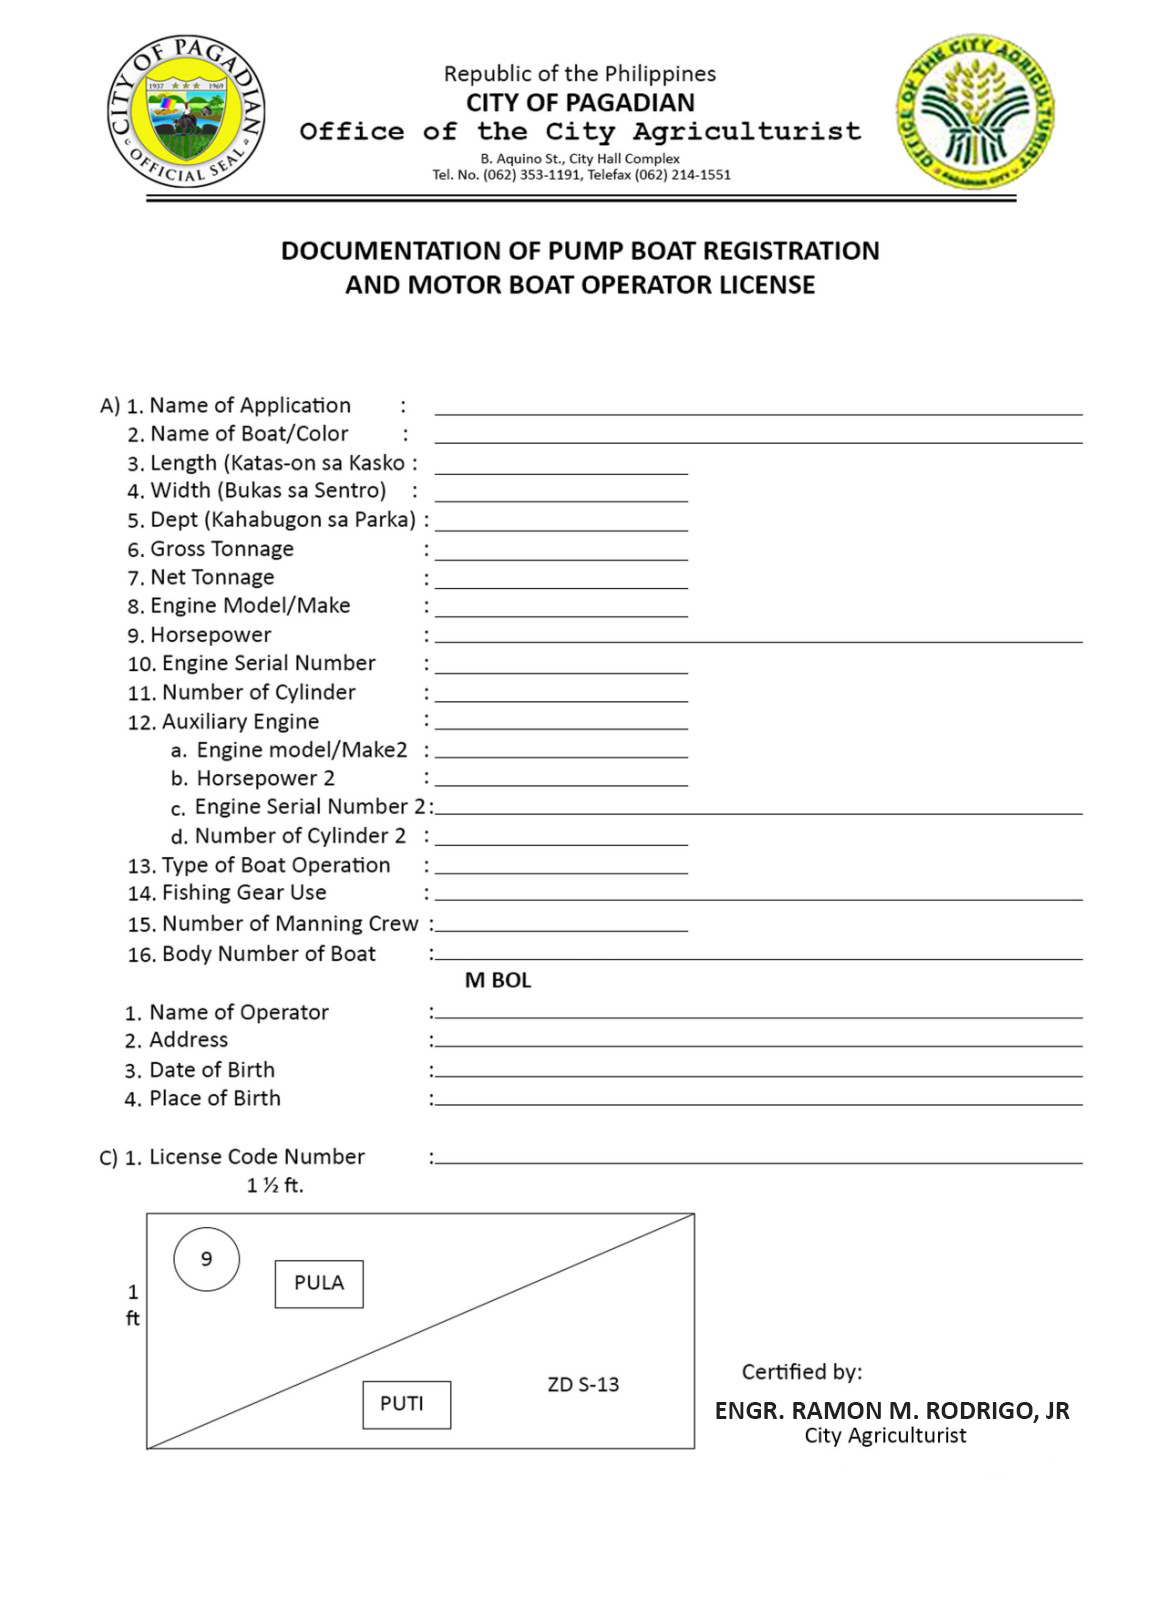 CITY OF PAGADIAN
1937 1969
OFFICIAL SEAL
OFFICE OF THE CITY AGRICULTURIST
PAGADIAN CITY
Republic of the Philippines
CITY OF PAGADIAN
Office of the City Agriculturist
B. Aquino St., City Hall Complex
Tel. No. (062) 353-1191, Telefax (062) 214-1551
DOCUMENTATION OF PUMP BOAT REGISTRATION
AND MOTOR BOAT OPERATOR LICENSE
A) 1. Name of Application :
2. Name of Boat/Color :
3. Length (Katas-on sa Kasko :
4. Width (Bukas sa Sentro) :
5. Dept (Kahabugon sa Parka) :
6. Gross Tonnage :
7. Net Tonnage :
8. Engine Model/Make :
9. Horsepower :
10. Engine Serial Number :
11. Number of Cylinder :
12. Auxiliary Engine :
a. Engine model/Make2 :
b. Horsepower 2 :
c. Engine Serial Number 2:
d. Number of Cylinder 2 :
13. Type of Boat Operation :
14. Fishing Gear Use :
15. Number of Manning Crew :
16. Body Number of Boat :
M BOL
1. Name of Operator :
2. Address :
3. Date of Birth :
4. Place of Birth :
C) 1. License Code Number :
1 ½ ft.
9
PULA
1
ft
PUTI
ZD S-13
Certified by:
ENGR. RAMON M. RODRIGO, JR
City Agriculturist